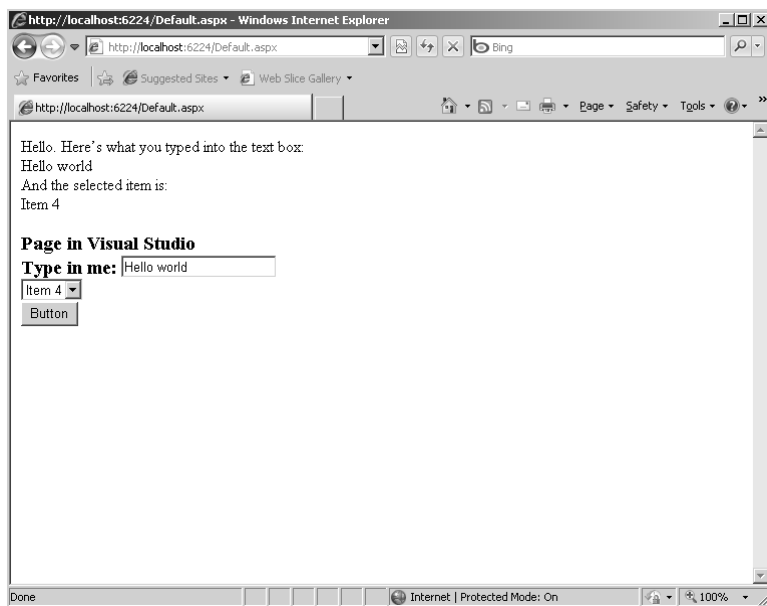 http://localhost:6224/Default.aspx - Windows Internet Explorer
http://localhost:6224/Default.aspx
Bing
Favorites
Suggested Sites
Web Slice Gallery
http://localhost:6224/Default.aspx
Page
Safety
Tools
Hello. Here's what you typed into the text box:
Hello world
And the selected item is:
Item 4
Page in Visual Studio
Type in me: Hello world
Item 4
Button
Done
Internet | Protected Mode: On
100%